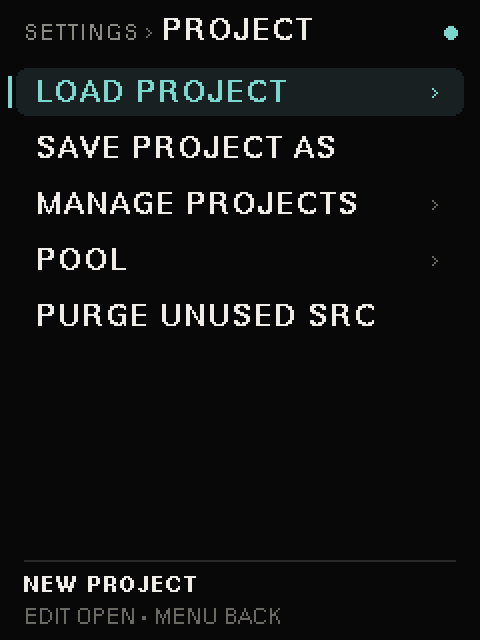 SETTINGS › PROJECT
LOAD PROJECT ›
SAVE PROJECT AS
MANAGE PROJECTS ›
POOL ›
PURGE UNUSED SRC
NEW PROJECT
EDIT OPEN · MENU BACK